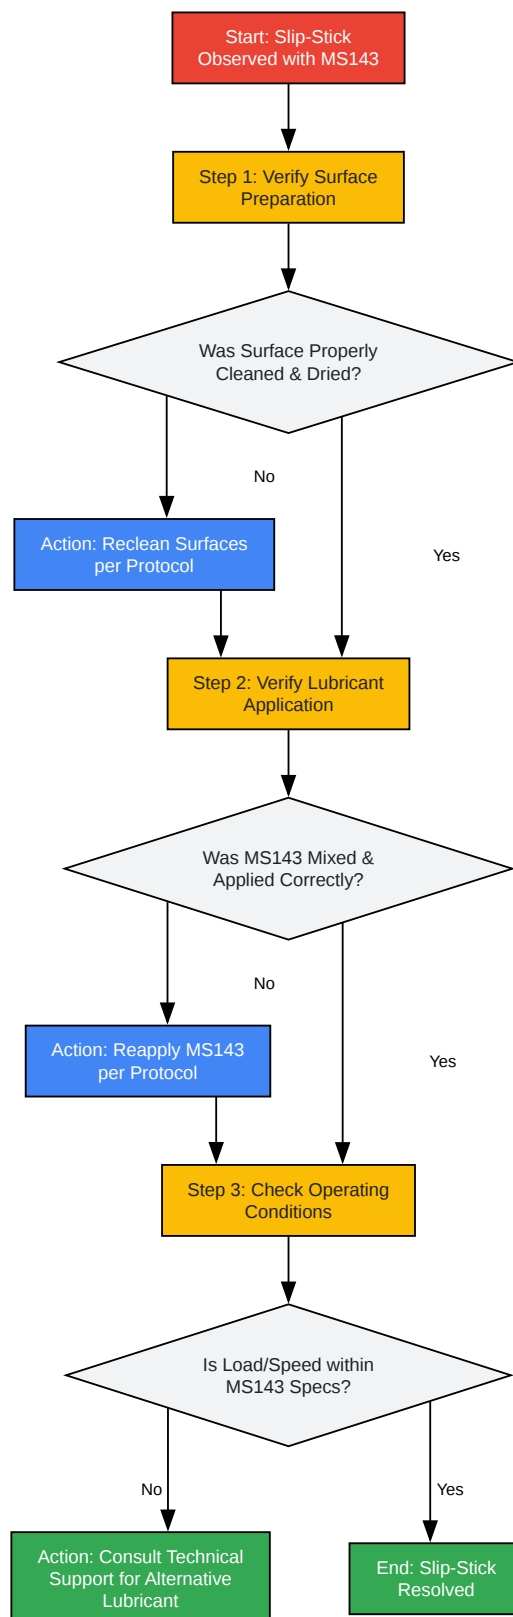 Start: Slip-Stick
Observed with MS143
Step 1: Verify Surface
Preparation
Was Surface Properly
Cleaned & Dried?
No
Action: Reclean Surfaces
per Protocol
Yes
Step 2: Verify Lubricant
Application
Was MS143 Mixed &
Applied Correctly?
No
Action: Reapply MS143
per Protocol
Yes
Step 3: Check Operating
Conditions
Is Load/Speed within
MS143 Specs?
No
Yes
Action: Consult Technical
Support for Alternative
Lubricant
End: Slip-Stick
Resolved